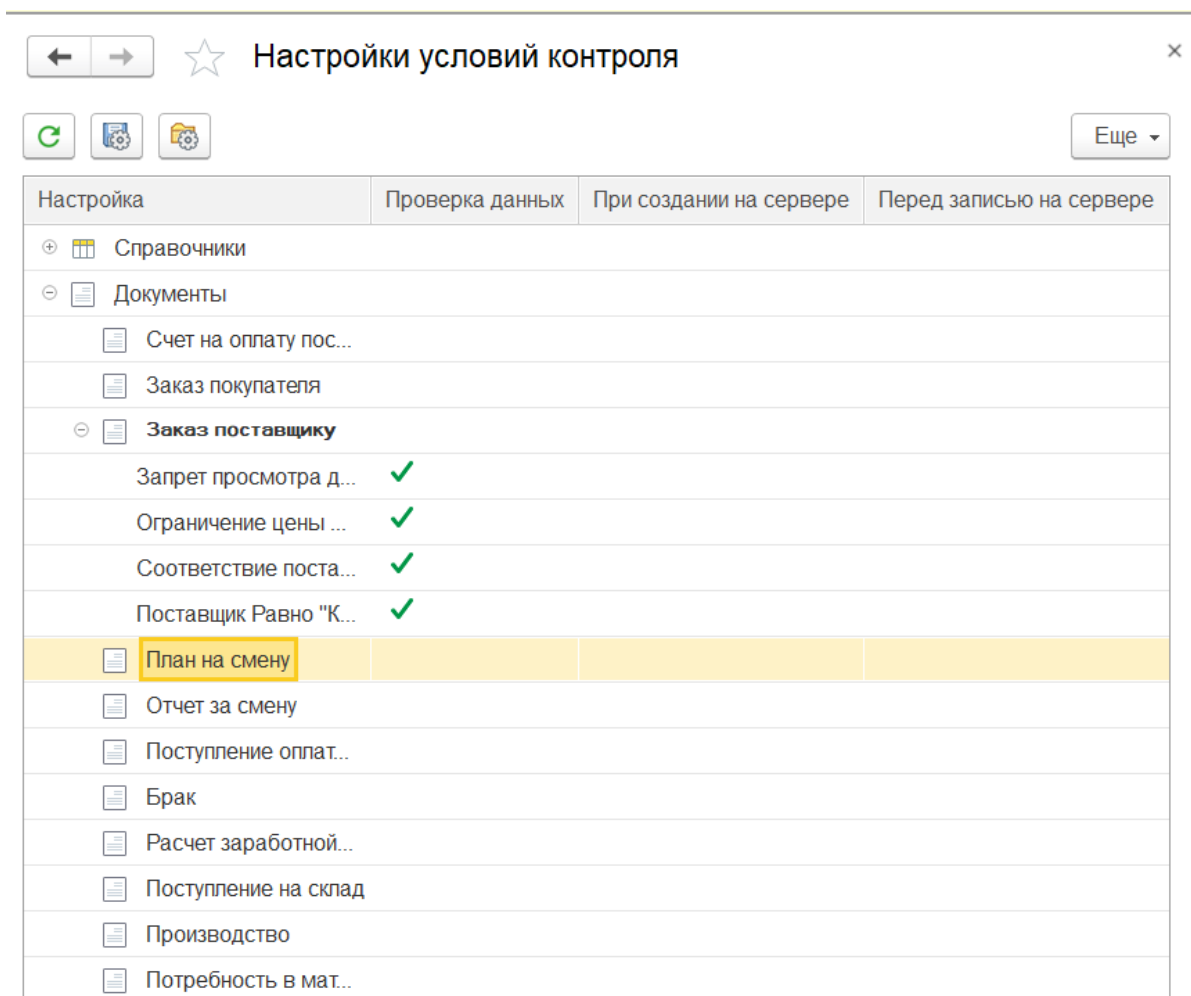 Настройки условий контроля
Еще
Настройка Проверка данных При создании на сервере Перед записью на сервере
Справочники
Документы
Счет на оплату пос...
Заказ покупателя
Заказ поставщику
Запрет просмотра д...
Ограничение цены ...
Соответствие поста...
Поставщик Равно "К...
План на смену
Отчет за смену
Поступление оплат...
Брак
Расчет заработной...
Поступление на склад
Производство
Потребность в мат...